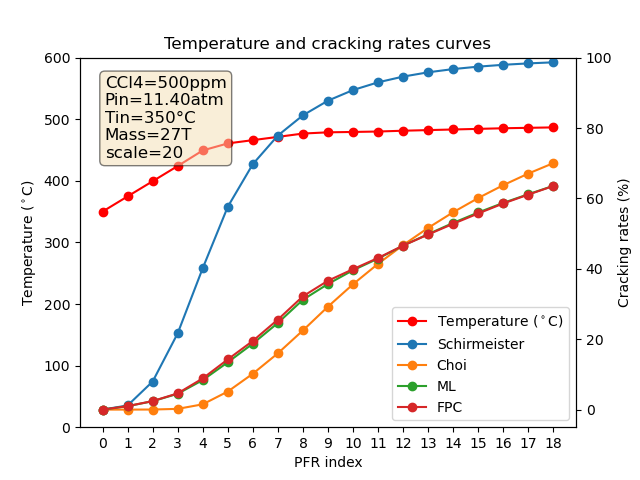 Temperature and cracking rates curves
CCl4=500ppm
Pin=11.40atm
Tin=350°C
Mass=27T
scale=20
Temperature (°C)
600
500
400
300
200
100
0
Cracking rates (%)
100
80
60
40
20
0
Temperature (°C)
Schirmeister
Choi
ML
FPC
0 1 2 3 4 5 6 7 8 9 10 11 12 13 14 15 16 17 18
PFR index